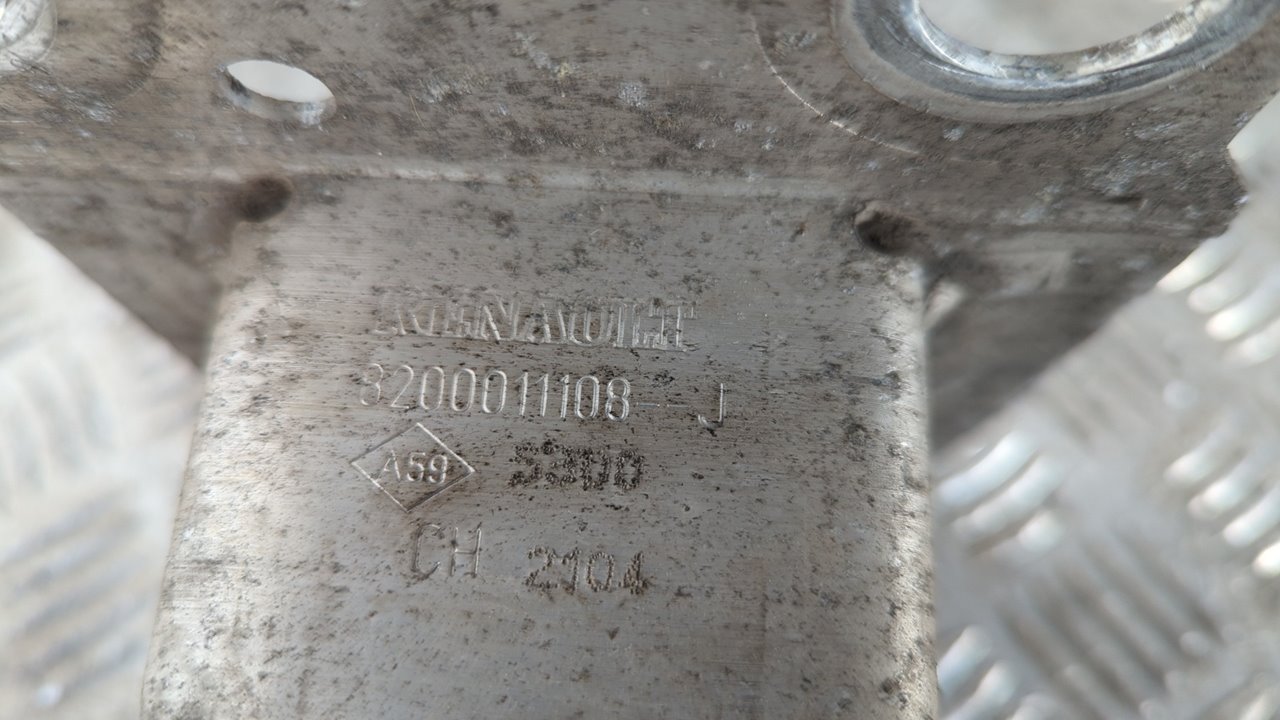 RENAULT
8200011108--J
A59 5300
CH 2104